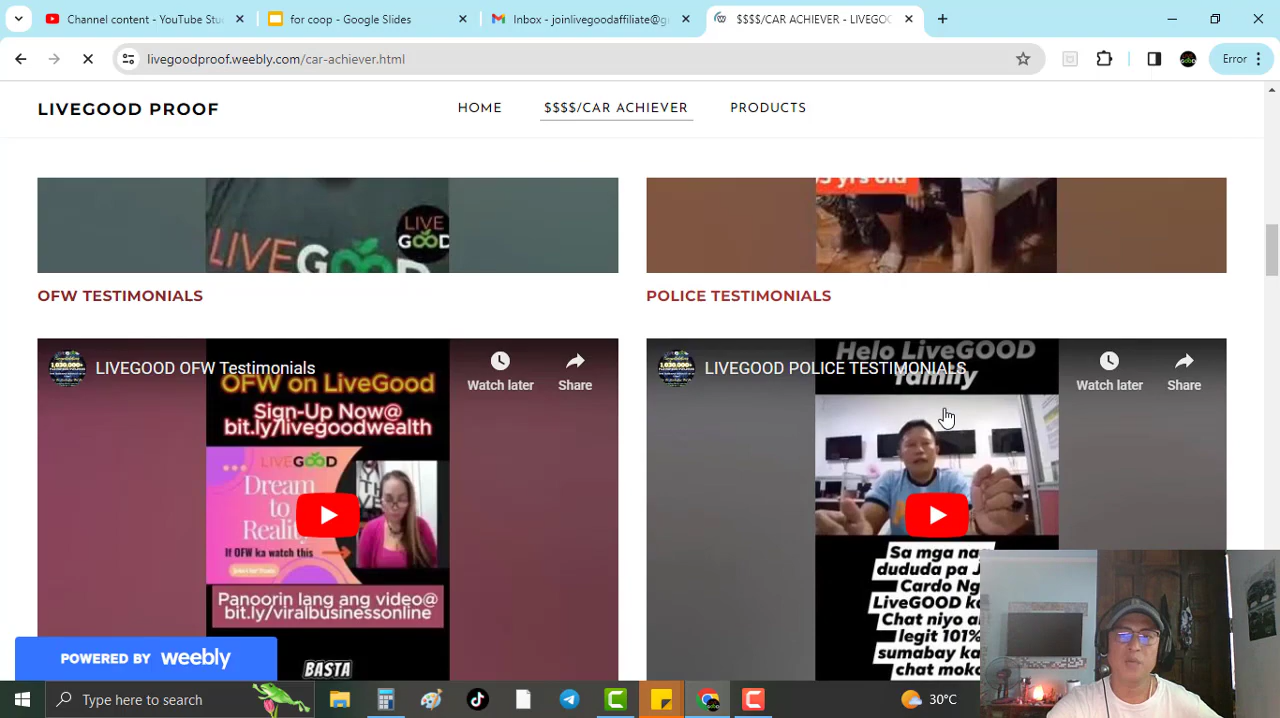 Channel content - YouTube Stu
for coop - Google Slides
Inbox - joinlivegoodaffiliate@g
$$$$/CAR ACHIEVER - LIVEGOO
livegoodproof.weebly.com/car-achiever.html
Error
LIVEGOOD PROOF
HOME
$$$$/CAR ACHIEVER
PRODUCTS
LIVEGOOD
LIVE
GOOD
yrs old
OFW TESTIMONIALS
POLICE TESTIMONIALS
LIVEGOOD OFW Testimonials
Watch later
Share
OFW on LiveGood
Sign-Up Now@
bit.ly/livegoodwealth
LIVEGOOD
Dream
to
Reality
If OFW ka watch this
Panoorin lang ang video@
bit.ly/viralbusinessonline
BASTA
Helo LiveGOOD
family
LIVEGOOD POLICE TESTIMONIALS
Watch later
Share
Sa mga nag
dududa pa
Cardo Ng
LiveGOOD ka
Chat niyo a
legit 101%
sumabay ka
chat moko
POWERED BY weebly
Type here to search
30°C